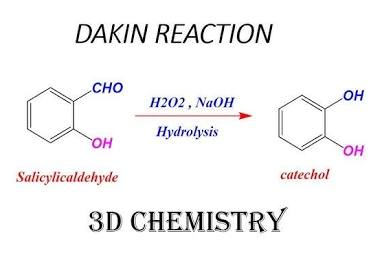 DAKIN REACTION
CHO
OH
Salicylicaldehyde
H2O2 , NaOH
Hydrolysis
OH
OH
catechol
3D CHEMISTRY